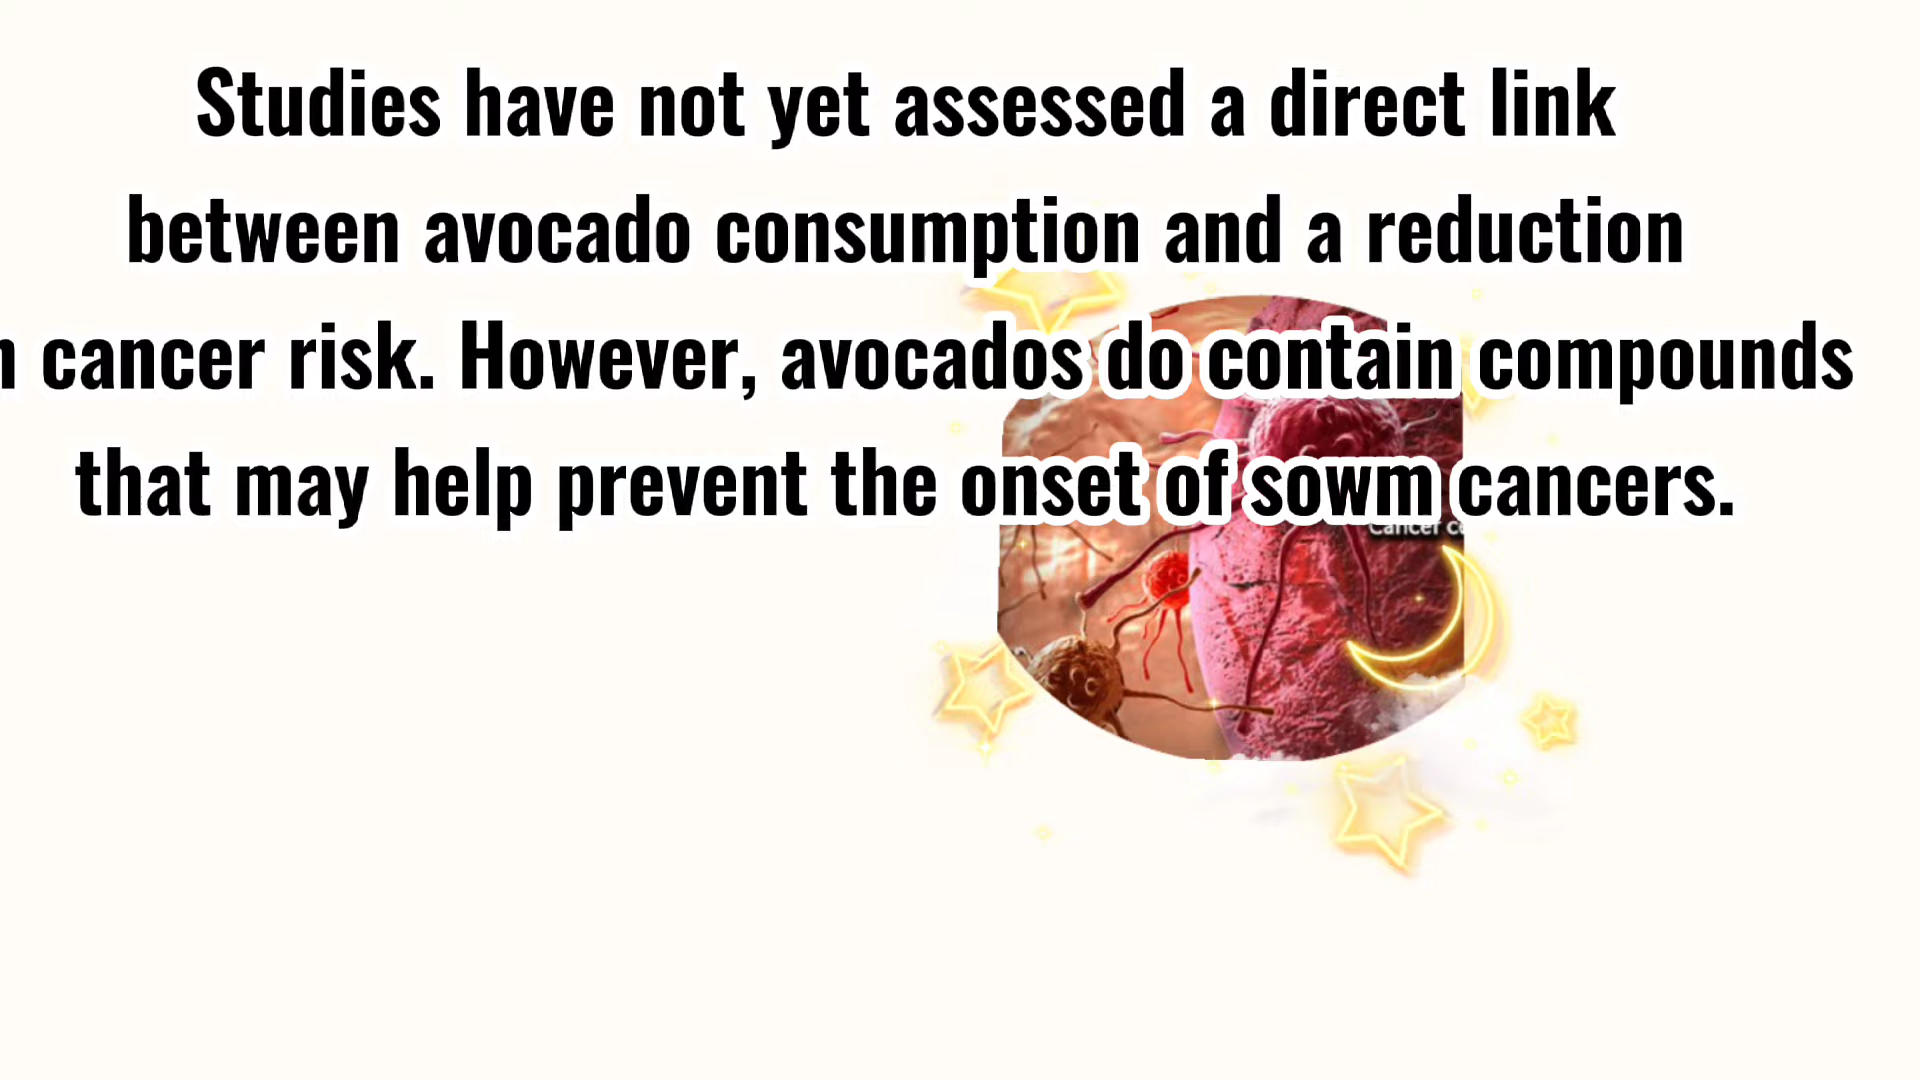 Studies have not yet assessed a direct link
between avocado consumption and a reduction
cancer risk. However, avocados do contain compounds
that may help prevent the onset of sowm cancers.
Cancer